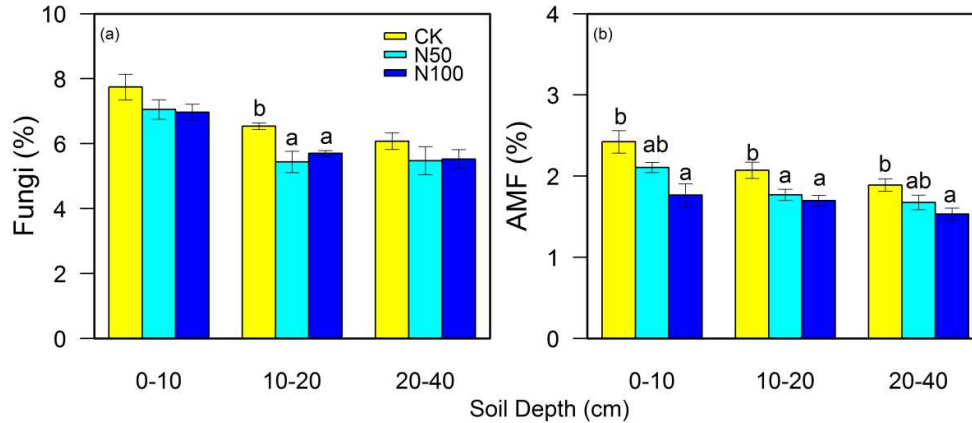 (a)
CK
N50
N100
Fungi (%)
10
8
6
4
2
0
b
a
a
0-10
10-20
20-40
(b)
AMF (%)
4
3
2
1
0
b
ab
a
b
a
a
b
ab
a
0-10
10-20
20-40
Soil Depth (cm)